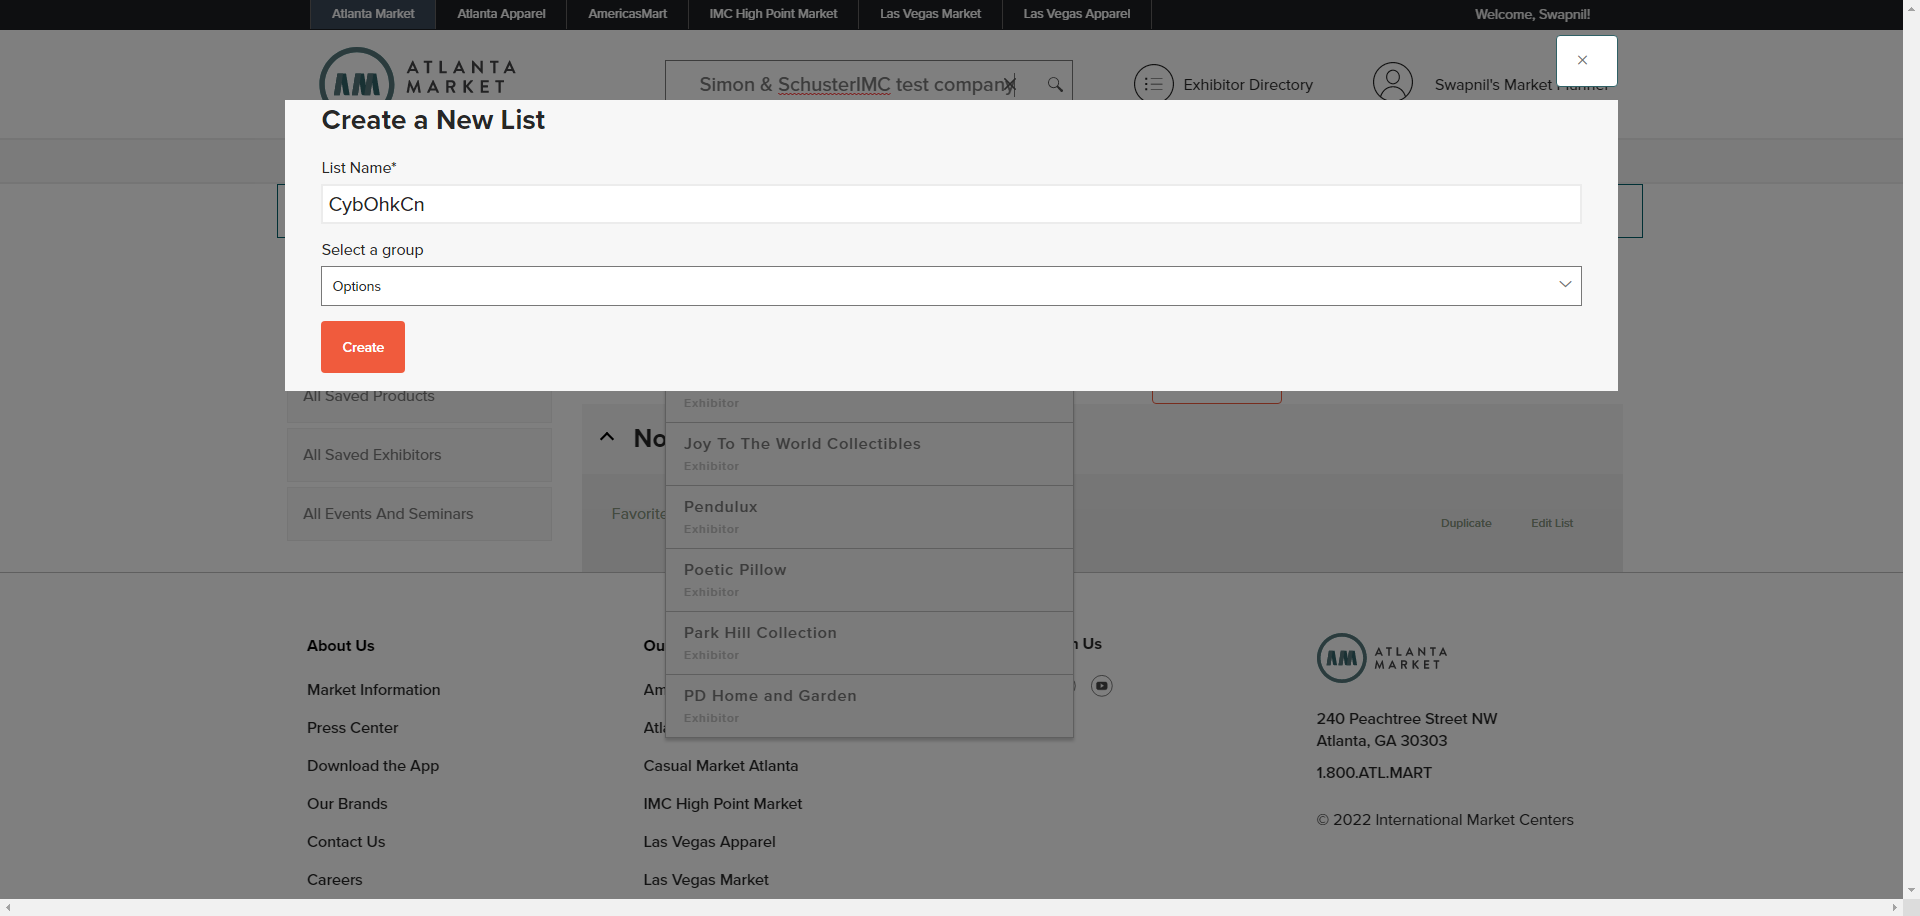 Atlanta Market
Atlanta Apparel
AmericasMart
IMC High Point Market
Las Vegas Market
Las Vegas Apparel
Welcome, Swapnil!
AM ATLANTA MARKET
Simon & SchusterIMC test company
Exhibitor Directory
Swapnil's Market
Create a New List
List Name*
CybOhkCn
Select a group
Options
Create
All Saved Products
All Saved Exhibitors
All Events And Seminars
No
Favorite
Duplicate
Edit List
Exhibitor
Joy To The World Collectibles
Exhibitor
Pendulux
Exhibitor
Poetic Pillow
Exhibitor
Park Hill Collection
Exhibitor
PD Home and Garden
Exhibitor
About Us
Market Information
Press Center
Download the App
Our Brands
Contact Us
Careers
Ou
Am
Atla
Casual Market Atlanta
IMC High Point Market
Las Vegas Apparel
Las Vegas Market
h Us
AM ATLANTA MARKET
240 Peachtree Street NW
Atlanta, GA 30303
1.800.ATL.MART
© 2022 International Market Centers